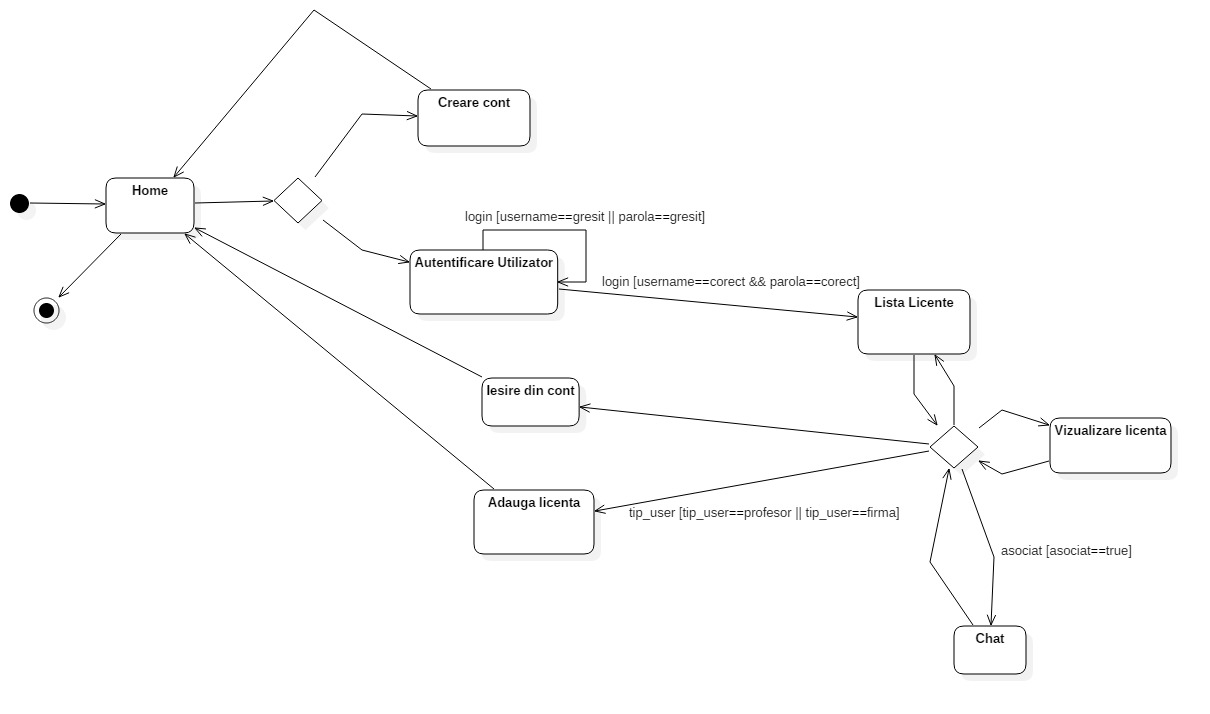 Creare cont
Home
login [username==gresit || parola==gresit]
Autentificare Utilizator
login [username==corect && parola==corect]
Lista Licente
Iesire din cont
Vizualizare licenta
Adauga licenta
tip_user [tip_user==profesor || tip_user==firma]
asociat [asociat==true]
Chat